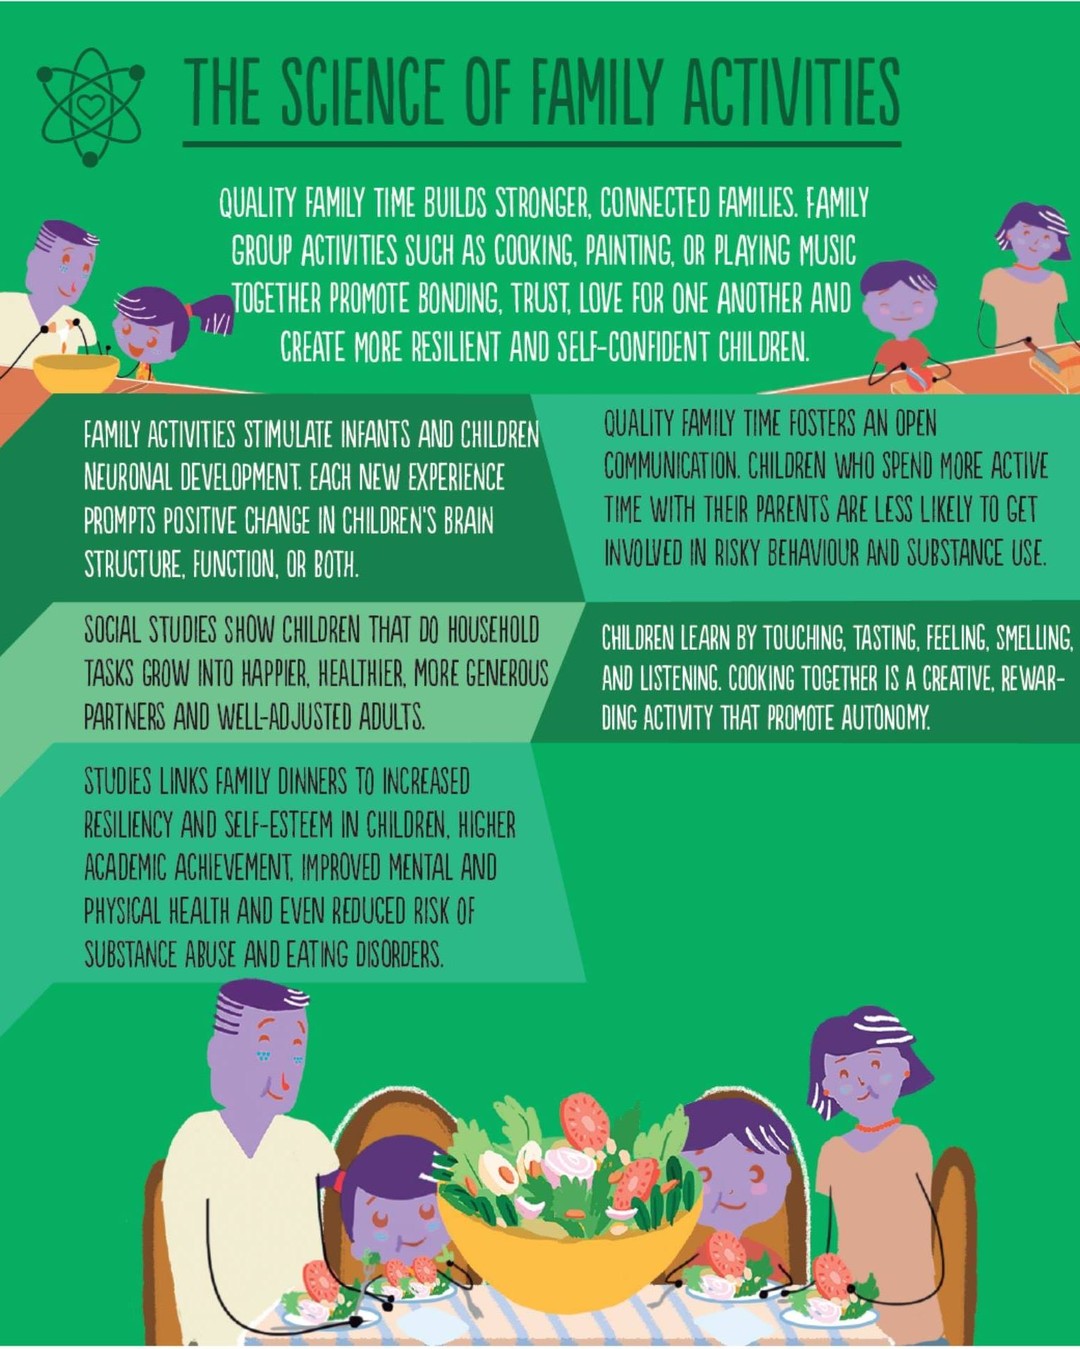 THE SCIENCE OF FAMILY ACTIVITIES
QUALITY FAMILY TIME BUILDS STRONGER, CONNECTED FAMILIES. FAMILY
GROUP ACTIVITIES SUCH AS COOKING, PAINTING, OR PLAYING MUSIC
TOGETHER PROMOTE BONDING, TRUST, LOVE FOR ONE ANOTHER AND
CREATE MORE RESILIENT AND SELF-CONFIDENT CHILDREN.
FAMILY ACTIVITIES STIMULATE INFANTS AND CHILDREN
NEURONAL DEVELOPMENT. EACH NEW EXPERIENCE
PROMPTS POSITIVE CHANGE IN CHILDREN'S BRAIN
STRUCTURE, FUNCTION, OR BOTH.
QUALITY FAMILY TIME FOSTERS AN OPEN
COMMUNICATION. CHILDREN WHO SPEND MORE ACTIVE
TIME WITH THEIR PARENTS ARE LESS LIKELY TO GET
INVOLVED IN RISKY BEHAVIOUR AND SUBSTANCE USE.
SOCIAL STUDIES SHOW CHILDREN THAT DO HOUSEHOLD
TASKS GROW INTO HAPPIER, HEALTHIER, MORE GENEROUS
PARTNERS AND WELL-ADJUSTED ADULTS.
CHILDREN LEARN BY TOUCHING, TASTING, FEELING, SMELLING,
AND LISTENING. COOKING TOGETHER IS A CREATIVE, REWAR-
DING ACTIVITY THAT PROMOTE AUTONOMY.
STUDIES LINKS FAMILY DINNERS TO INCREASED
RESILIENCY AND SELF-ESTEEM IN CHILDREN, HIGHER
ACADEMIC ACHIEVEMENT, IMPROVED MENTAL AND
PHYSICAL HEALTH AND EVEN REDUCED RISK OF
SUBSTANCE ABUSE AND EATING DISORDERS.